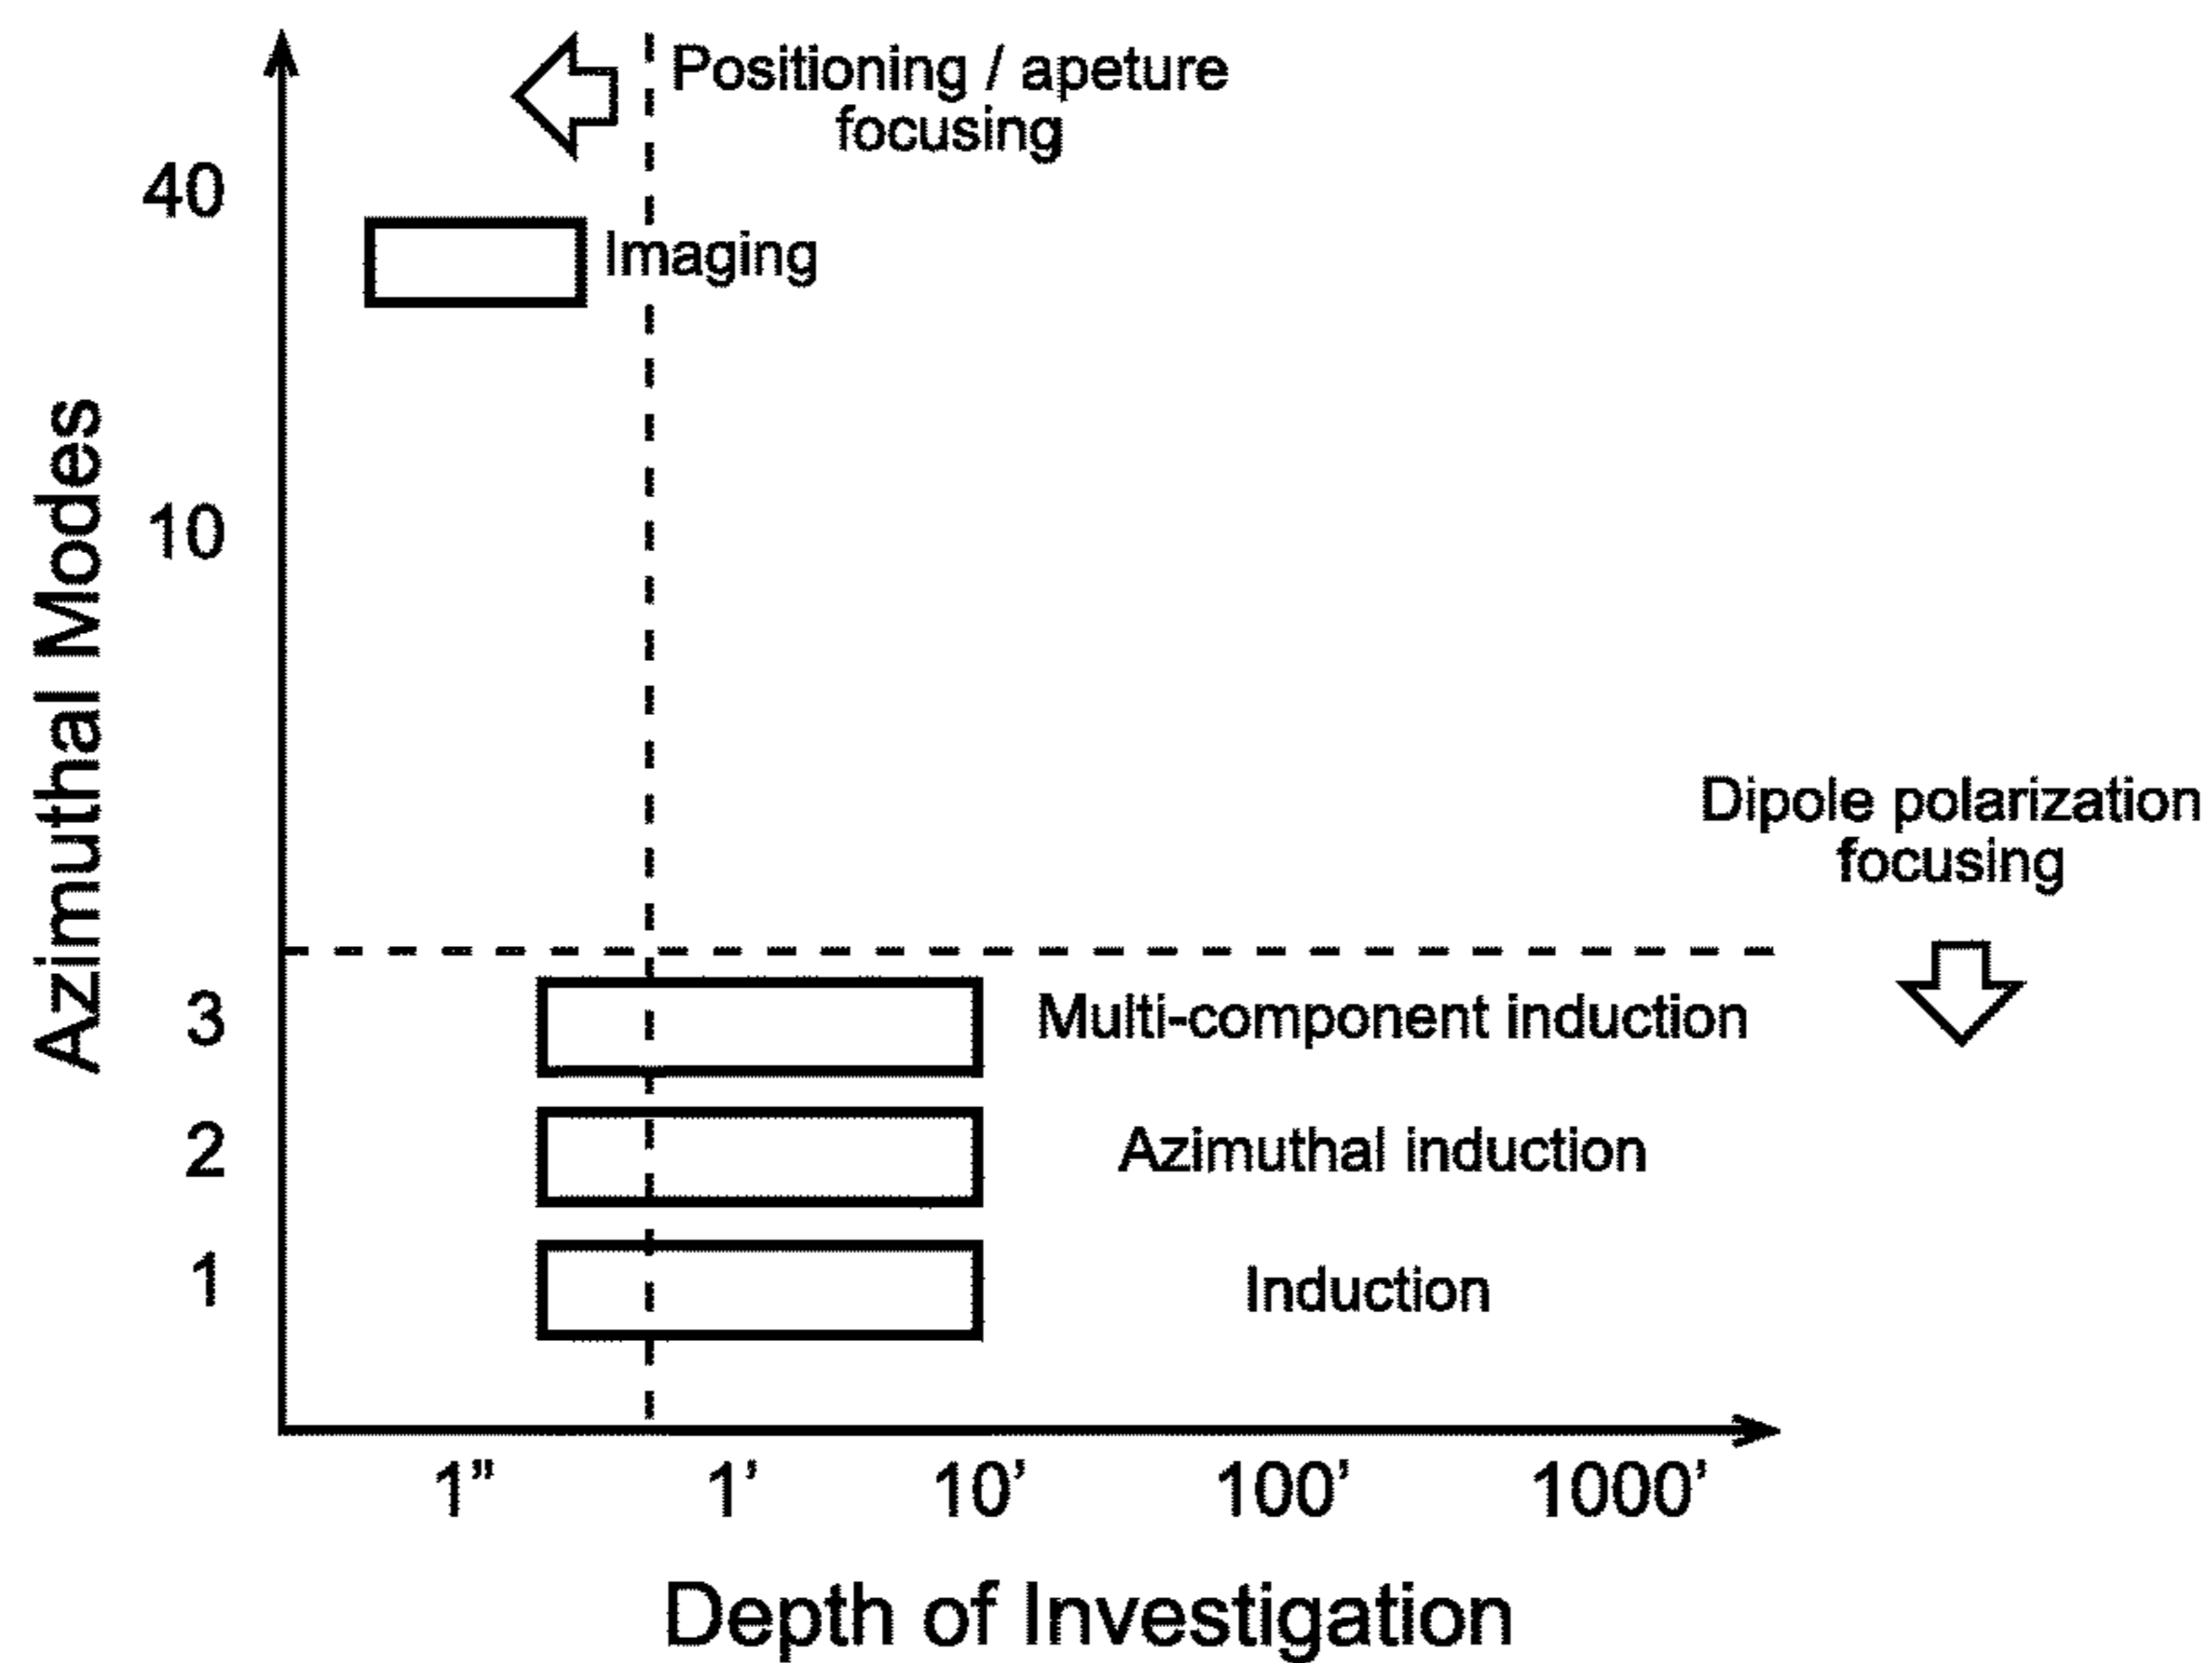 Positioning / apeture
focusing
40
Imaging
10
Azimuthal Modes
Dipole polarization
focusing
3
Multi-component induction
2
Azimuthal induction
1
Induction
1” 1’ 10’ 100’ 1000’
Depth of Investigation